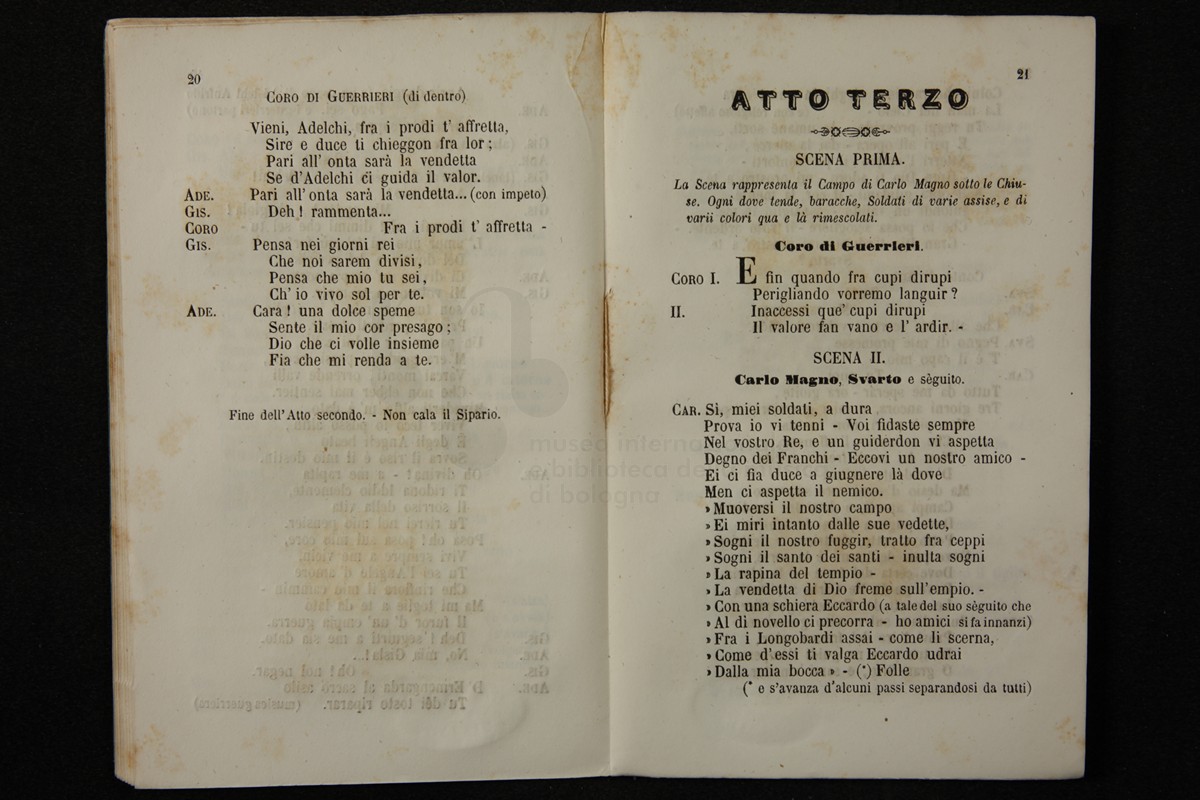 20
CORO DI GUERRIERI (di dentro)
Vieni, Adelchi, fra i prodi t' affretta,
Sire e duce ti chieggon fra lor;
Pari all' onta sarà la vendetta
Se d'Adelchi ci guida il valor.
ADE. Pari all' onta sarà la vendetta... (con impeto)
GIS. Deh! rammenta...
CORO Fra i prodi t' affretta -
GIS. Pensa nei giorni rei
Che noi sarem divisi,
Pensa che mio tu sei,
Ch' io vivo sol per te.
ADE. Cara! una dolce speme
Sente il mio cor presago;
Dio che ci volle insieme
Fia che mi renda a te.
Fine dell'Atto secondo. - Non cala il Sipario.
21
ATTO TERZO
SCENA PRIMA.
La Scena rappresenta il Campo di Carlo Magno sotto le Chiu-
se. Ogni dove tende, baracche, Soldati di varie assise, e di
varii colori qua e là rimescolati.
Coro di Guerrieri.
CORO I. E fin quando fra cupi dirupi
Perigliando vorremo languir?
II. Inaccessi que' cupi dirupi
Il valore fan vano e l' ardir. -
SCENA II.
Carlo Magno, Svarto e sèguito.
CAR. Sì, miei soldati, a dura
Prova io vi tenni - Voi fidaste sempre
Nel vostro Re, e un guiderdon vi aspetta
Degno dei Franchi - Eccovi un nostro amico -
Ei ci fia duce a giugnere là dove
Men ci aspetta il nemico.
» Muoversi il nostro campo
» Ei miri intanto dalle sue vedette,
» Sogni il nostro fuggir, tratto fra ceppi
» Sogni il santo dei santi - inulta sogni
» La rapina del tempio -
» La vendetta di Dio freme sull'empio. -
» Con una schiera Eccardo (a tale del suo sèguito che
» Al dì novello ci precorra - ho amici si fa innanzi)
» Fra i Longobardi assai - come li scerna,
» Come d'essi ti valga Eccardo udrai
» Dalla mia bocca » - (*) Folle
(* e s'avanza d'alcuni passi separandosi da tutti)
museo inter
e biblioteca de
di bologna